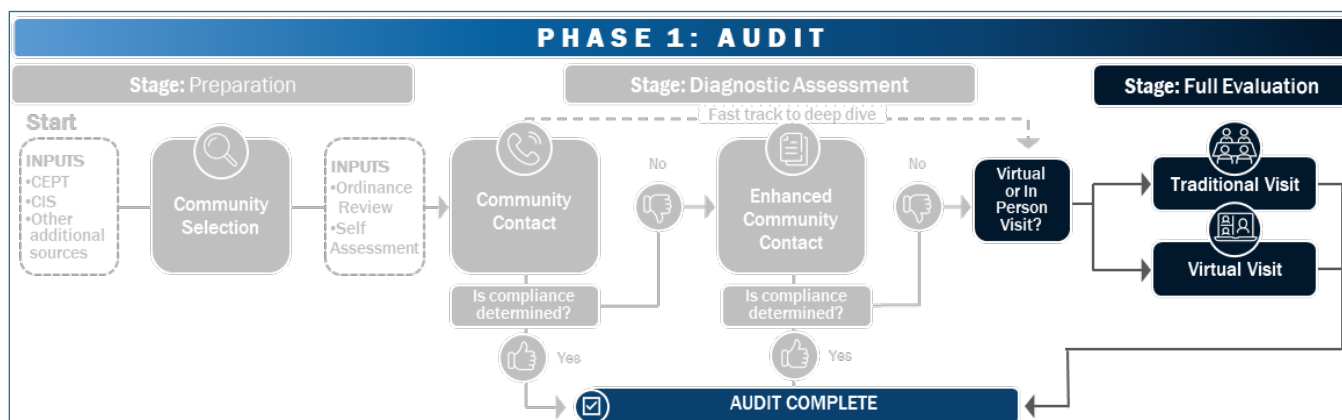 PHASE 1: AUDIT
Stage: Preparation
Stage: Diagnostic Assessment
Stage: Full Evaluation
Fast track to deep dive
Start
INPUTS
•CEPT
•CIS
•Other
additional
sources
Community
Selection
INPUTS
•Ordinance
Review
•Self
Assessment
Community
Contact
Is compliance
determined?
No
Yes
Enhanced
Community
Contact
Is compliance
determined?
No
Yes
Virtual
or In
Person
Visit?
Traditional Visit
Virtual Visit
AUDIT COMPLETE